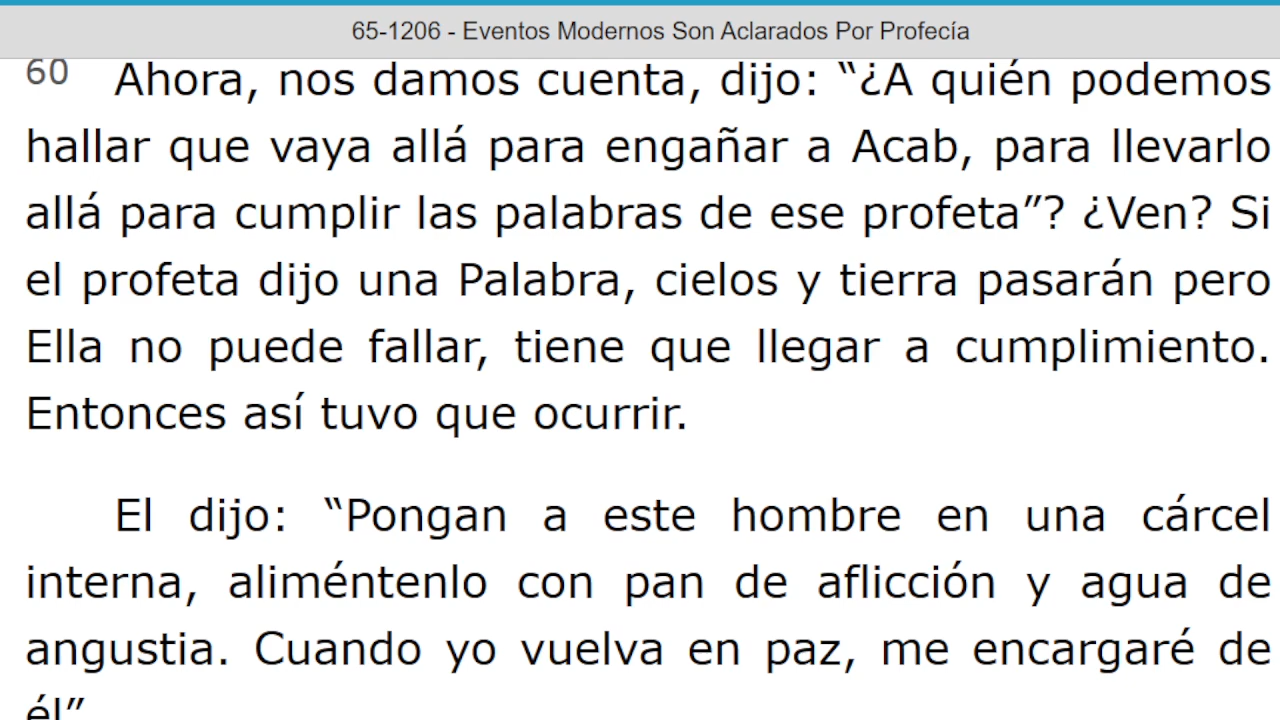 65-1206 - Eventos Modernos Son Aclarados Por Profecía
60 Ahora, nos damos cuenta, dijo: “¿A quién podemos
hallar que vaya allá para engañar a Acab, para llevarlo
allá para cumplir las palabras de ese profeta”? ¿Ven? Si
el profeta dijo una Palabra, cielos y tierra pasarán pero
Ella no puede fallar, tiene que llegar a cumplimiento.
Entonces así tuvo que ocurrir.
El dijo: “Pongan a este hombre en una cárcel
interna, aliméntenlo con pan de aflicción y agua de
angustia. Cuando yo vuelva en paz, me encargaré de
él”